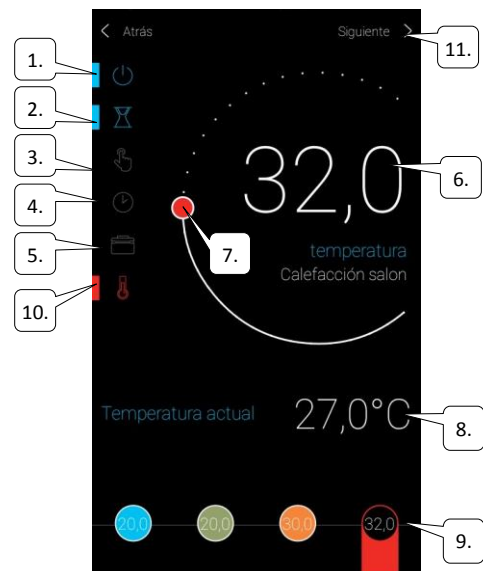 Atrás
Siguiente
11.
1.
2.
3.
4.
5.
10.
32,0
6.
7.
temperatura
Calefacción salon
Temperatura actual
27,0°C
8.
20,0 20,0 30,0 32,0
9.